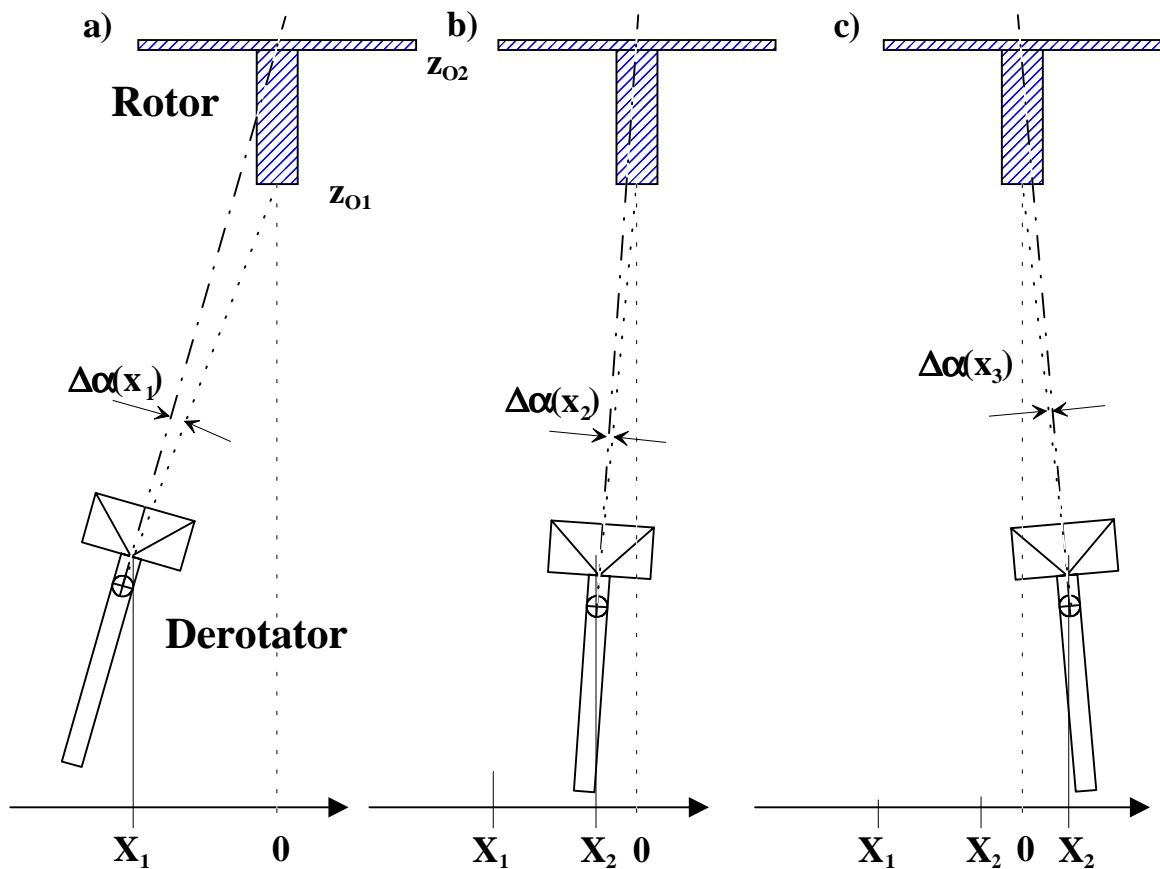 a)
b)
c)
z_O2
Rotor
z_O1
Δα(x_1)
Δα(x_2)
Δα(x_3)
Derotator
X_1 0
X_1 X_2 0
X_1 X_2 0 X_2